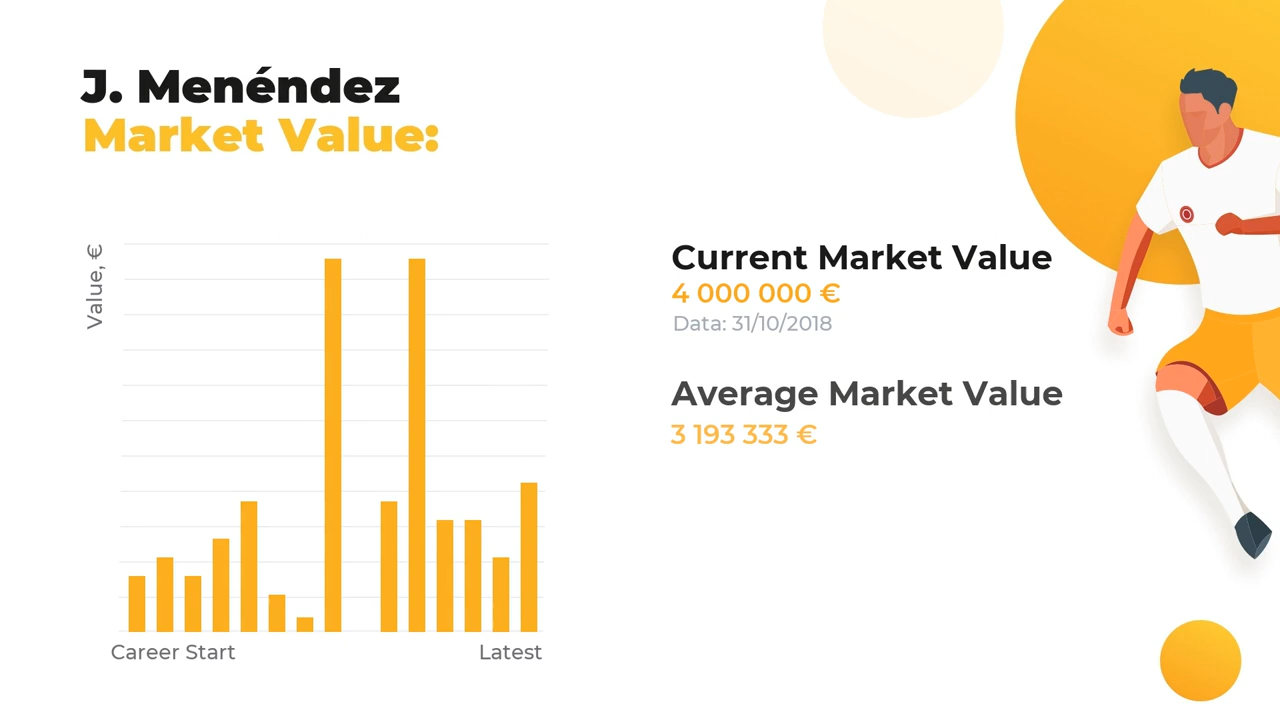 J. Menéndez
Market Value:
Value, €
Career Start
Latest
Current Market Value
4 000 000 €
Data: 31/10/2018
Average Market Value
3 193 333 €